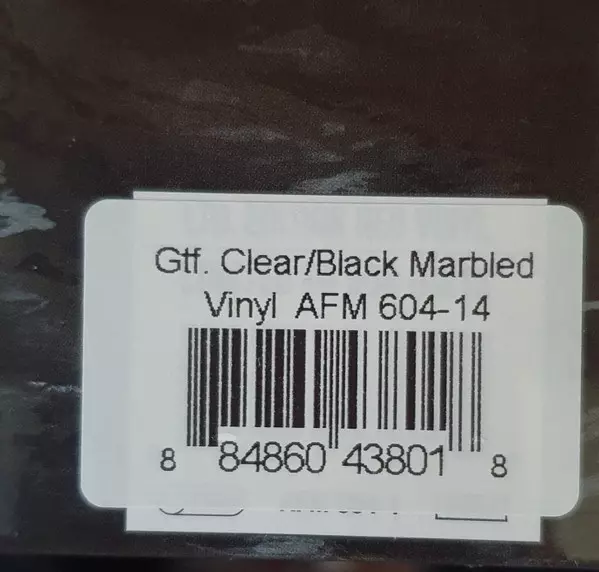 Gtf. Clear/Black Marbled
Vinyl AFM 604-14
8 84860 43801 8